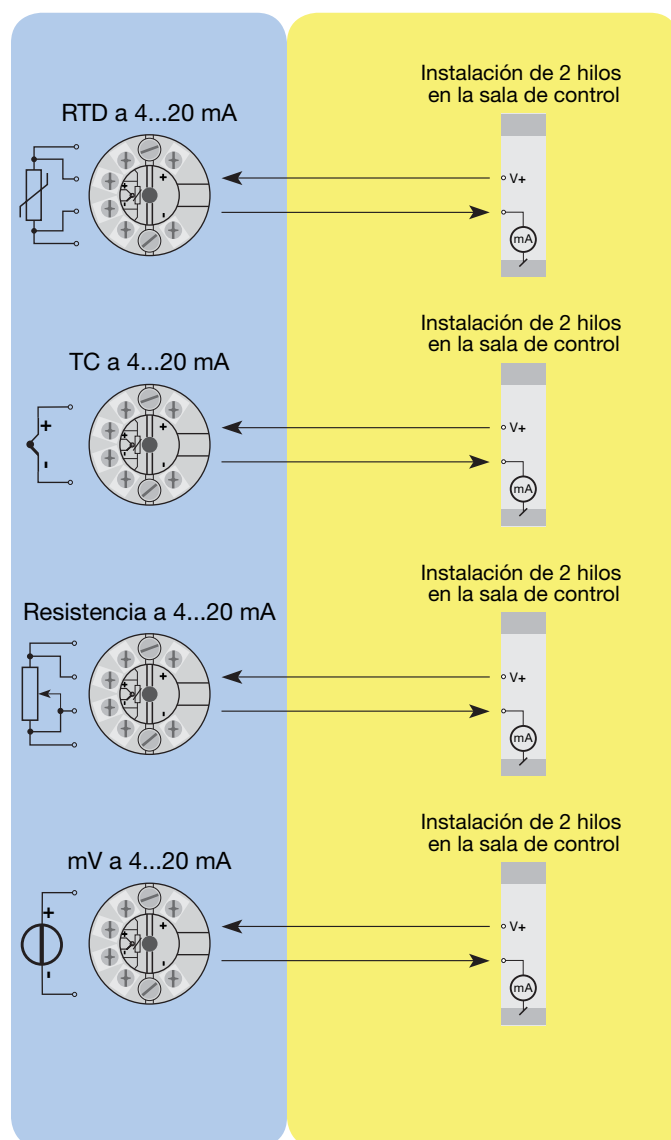 Instalación de 2 hilos
en la sala de control
RTD a 4...20 mA
+
-
+
-
V+
mA
Instalación de 2 hilos
en la sala de control
TC a 4...20 mA
+
-
+
-
+
-
V+
mA
Instalación de 2 hilos
en la sala de control
Resistencia a 4...20 mA
+
-
+
-
V+
mA
Instalación de 2 hilos
en la sala de control
mV a 4...20 mA
+
-
+
-
+
-
V+
mA